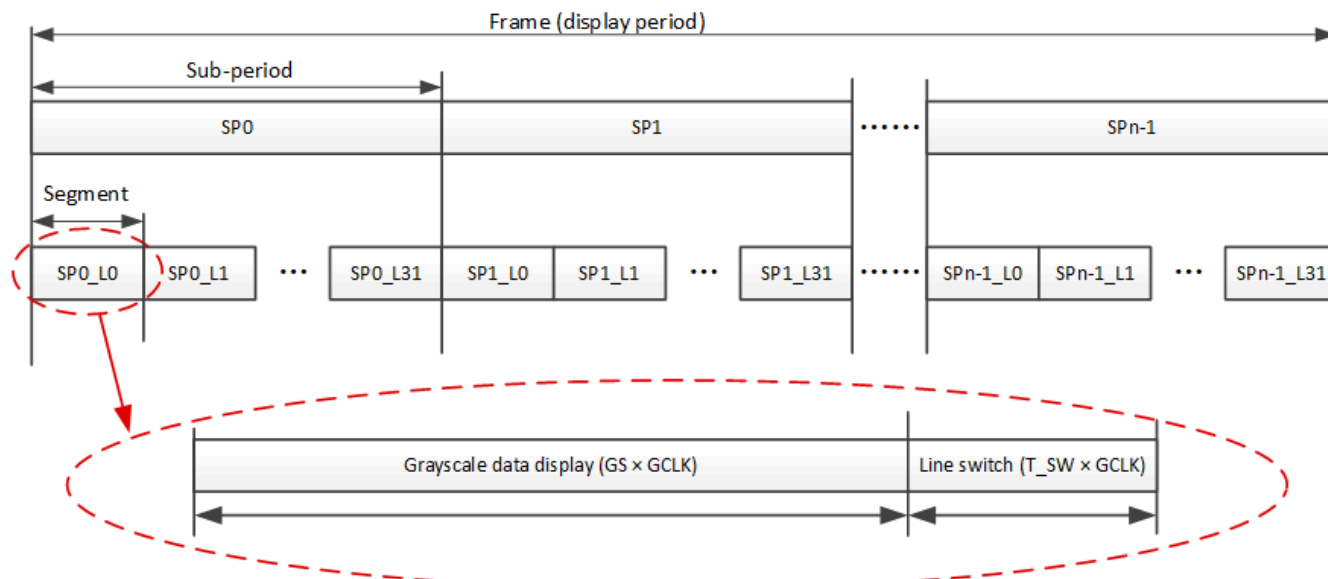 Frame (display period)
Sub-period
SP0 SP1 ...... SPn-1
Segment
SP0_L0 SP0_L1 ... SP0_L31 SP1_L0 SP1_L1 ... SP1_L31 ...... SPn-1_L0 SPn-1_L1 ... SPn-1_L31
Grayscale data display (GS × GCLK) Line switch (T_SW × GCLK)